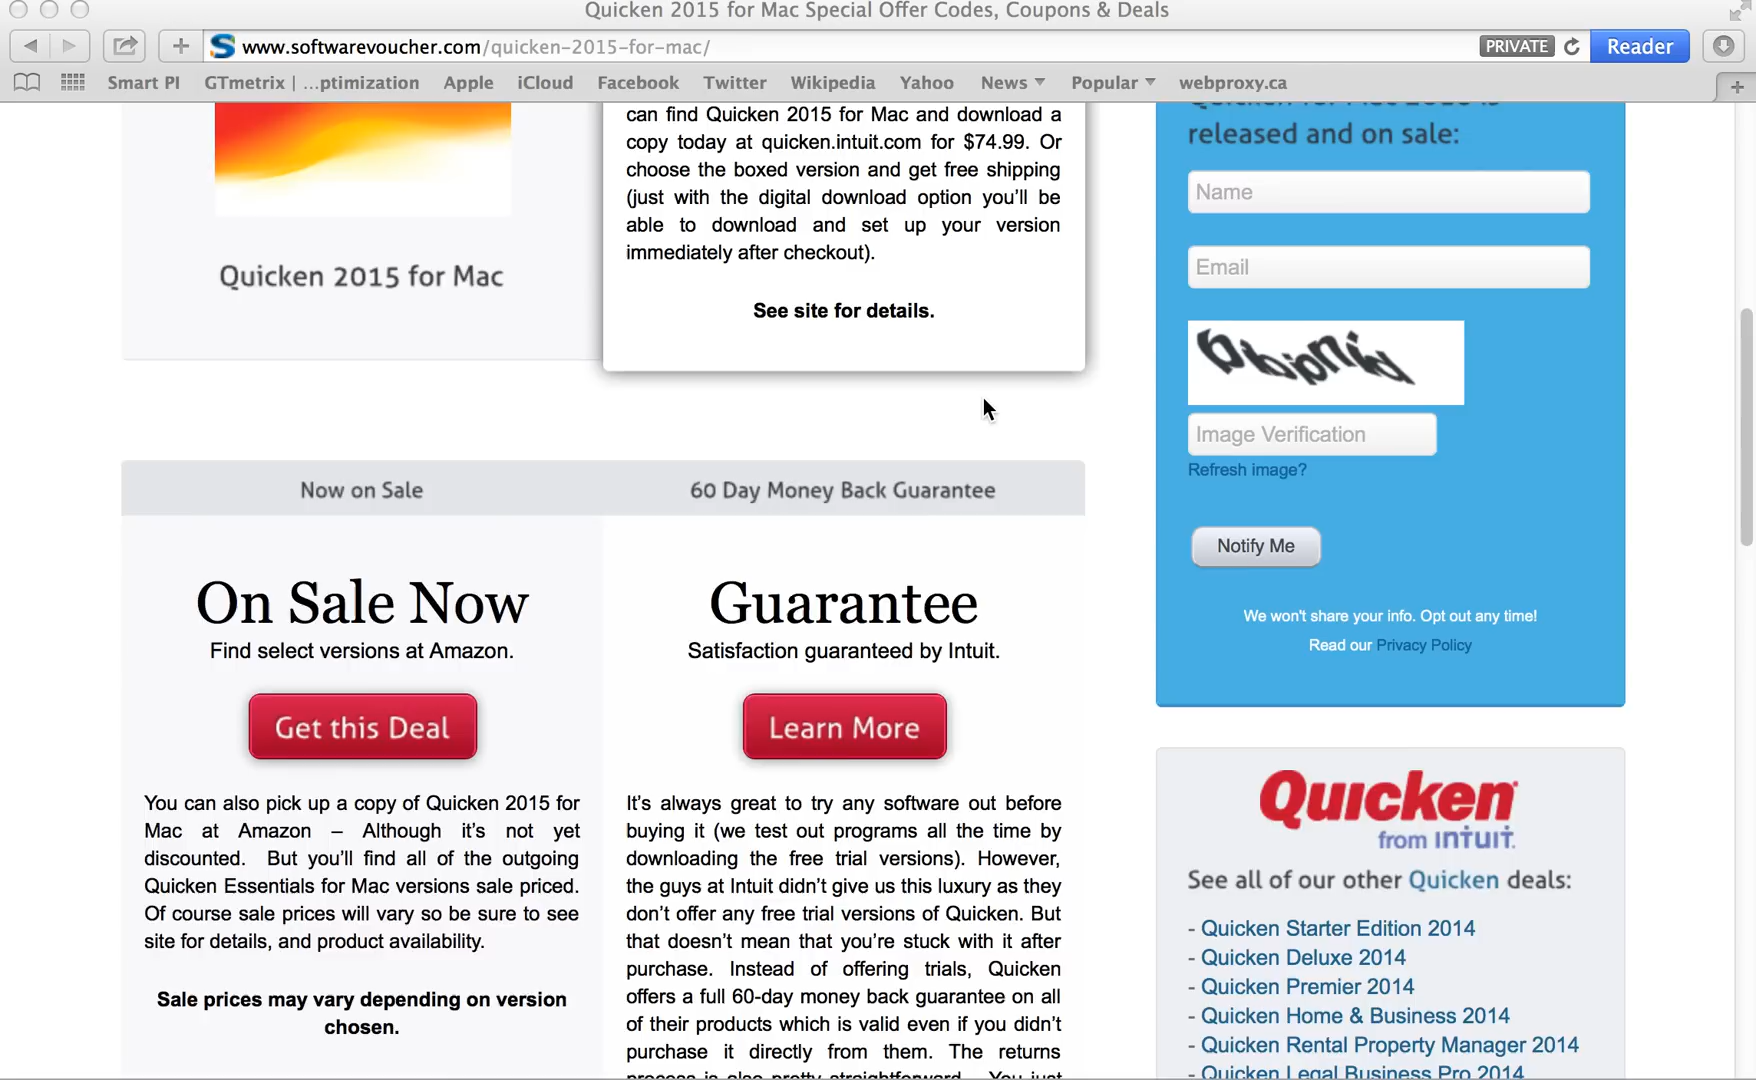 Quicken 2015 for Mac Special Offer Codes, Coupons & Deals
www.softwarevoucher.com/quicken-2015-for-mac/
PRIVATE
Reader
Smart PI
GTmetrix | ...ptimization
Apple
iCloud
Facebook
Twitter
Wikipedia
Yahoo
News
Popular
webproxy.ca
Quicken 2015 for Mac
can find Quicken 2015 for Mac and download a
copy today at quicken.intuit.com for $74.99. Or
choose the boxed version and get free shipping
(just with the digital download option you'll be
able to download and set up your version
immediately after checkout).
See site for details.
Now on Sale
60 Day Money Back Guarantee
On Sale Now
Find select versions at Amazon.
Get this Deal
You can also pick up a copy of Quicken 2015 for
Mac at Amazon – Although it's not yet
discounted. But you'll find all of the outgoing
Quicken Essentials for Mac versions sale priced.
Of course sale prices will vary so be sure to see
site for details, and product availability.
Sale prices may vary depending on version
chosen.
Guarantee
Satisfaction guaranteed by Intuit.
Learn More
It's always great to try any software out before
buying it (we test out programs all the time by
downloading the free trial versions). However,
the guys at Intuit didn't give us this luxury as they
don't offer any free trial versions of Quicken. But
that doesn't mean that you're stuck with it after
purchase. Instead of offering trials, Quicken
offers a full 60-day money back guarantee on all
of their products which is valid even if you didn't
purchase it directly from them. The returns
process is also pretty straightforward. You just
released and on sale:
Name
Email
Image Verification
Refresh image?
Notify Me
We won't share your info. Opt out any time!
Read our Privacy Policy
Quicken
from INTUIT.
See all of our other Quicken deals:
- Quicken Starter Edition 2014
- Quicken Deluxe 2014
- Quicken Premier 2014
- Quicken Home & Business 2014
- Quicken Rental Property Manager 2014
- Quicken Legal Business Pro 2014